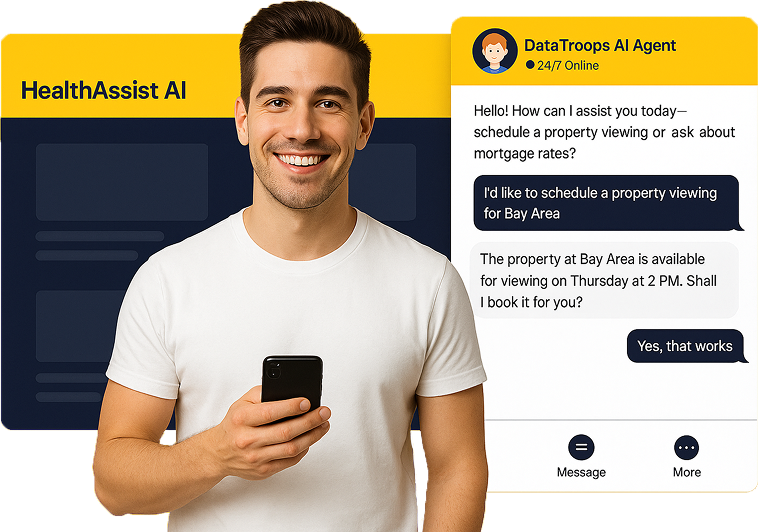 HealthAssist AI
DataTroops AI Agent
24/7 Online
Hello! How can I assist you today—
schedule a property viewing or ask about
mortgage rates?
I'd like to schedule a property viewing
for Bay Area
The property at Bay Area is available
for viewing on Thursday at 2 PM. Shall
I book it for you?
Yes, that works
Message
More